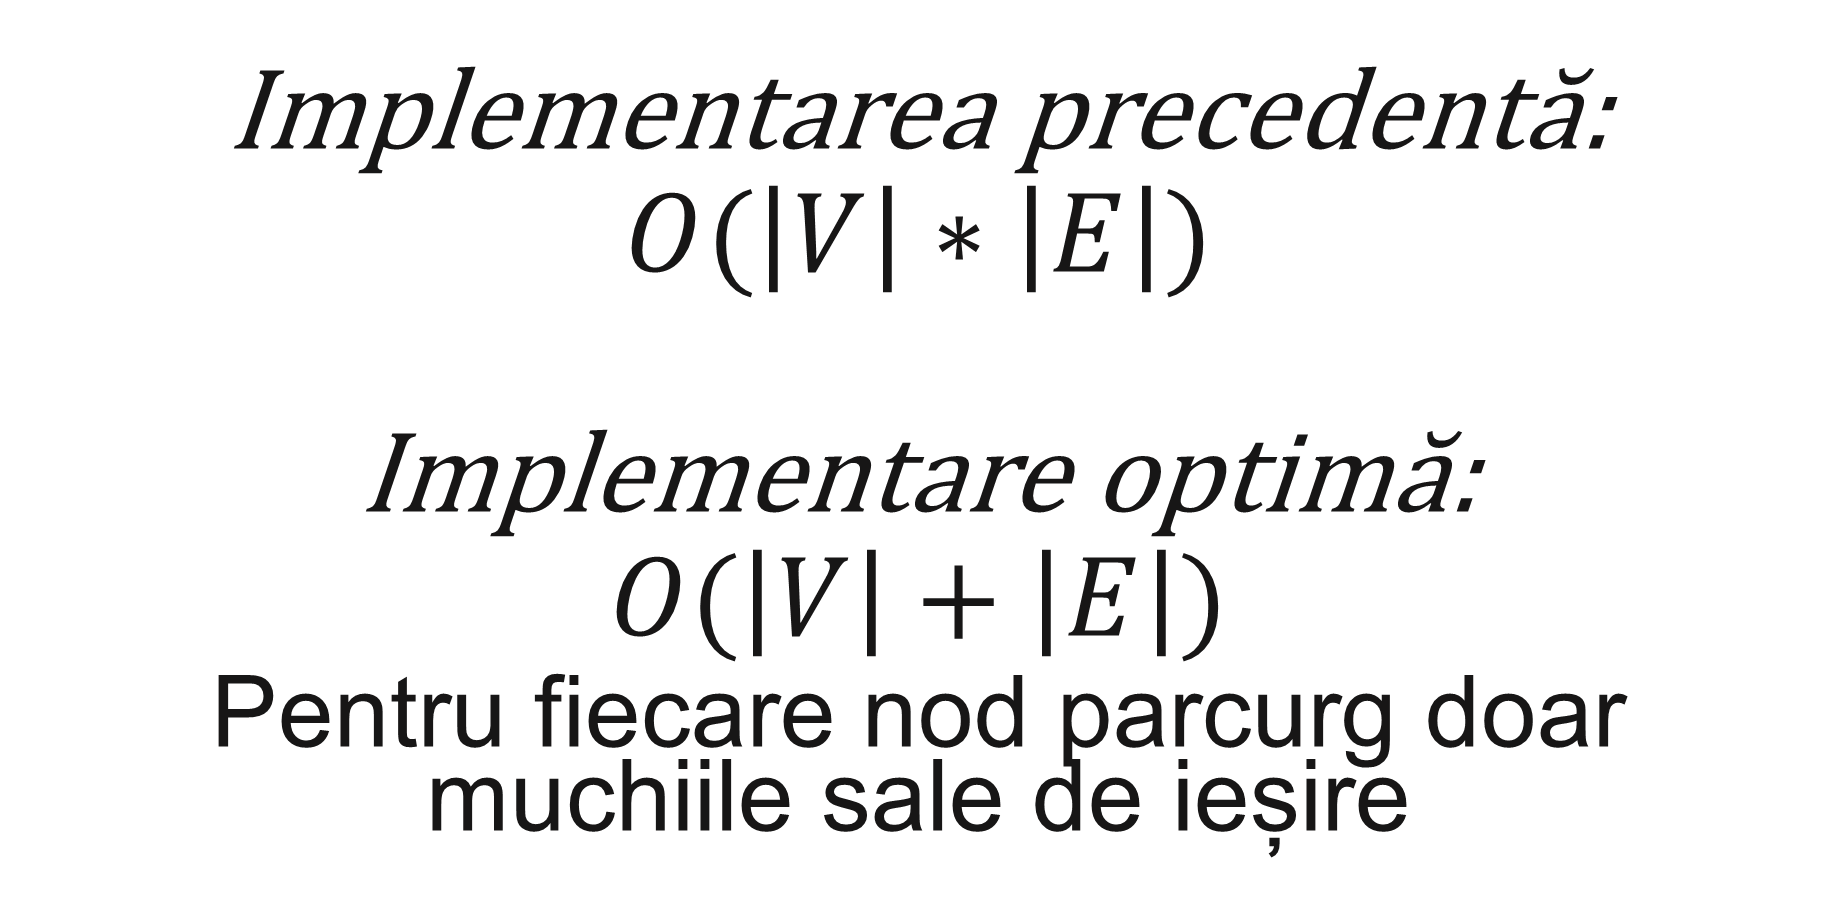 Implementarea precedentă:
O(|V| ∗ |E|)
Implementare optimă:
O(|V| + |E|)
Pentru fiecare nod parcurg doar
muchiile sale de ieșire